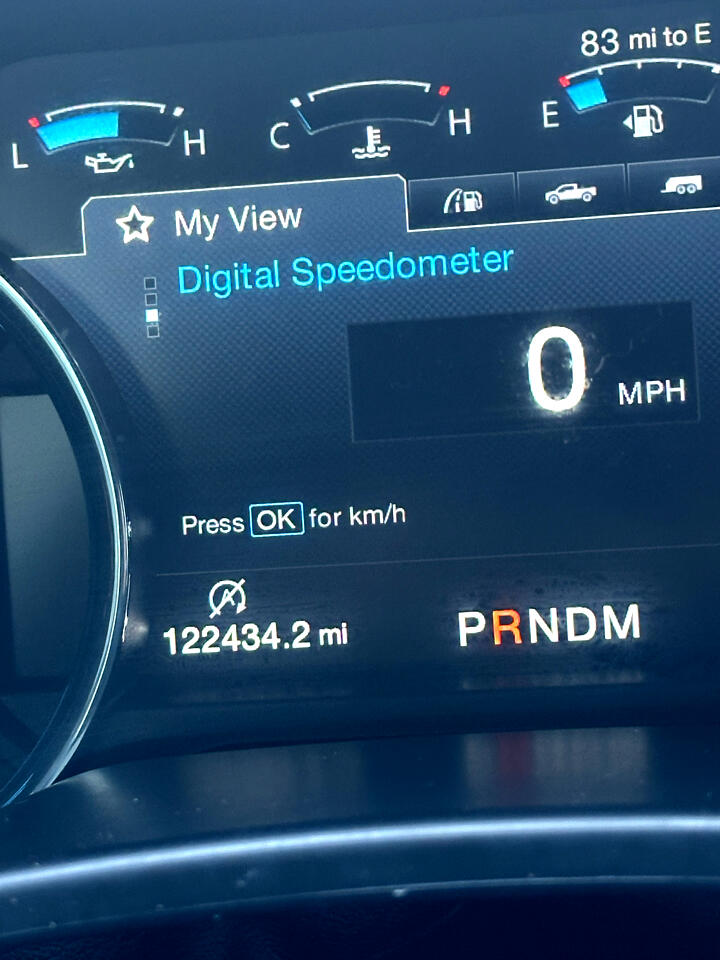 83 mi to E
L H C H E
My View
Digital Speedometer
0 MPH
Press OK for km/h
122434.2 mi
PRNDM